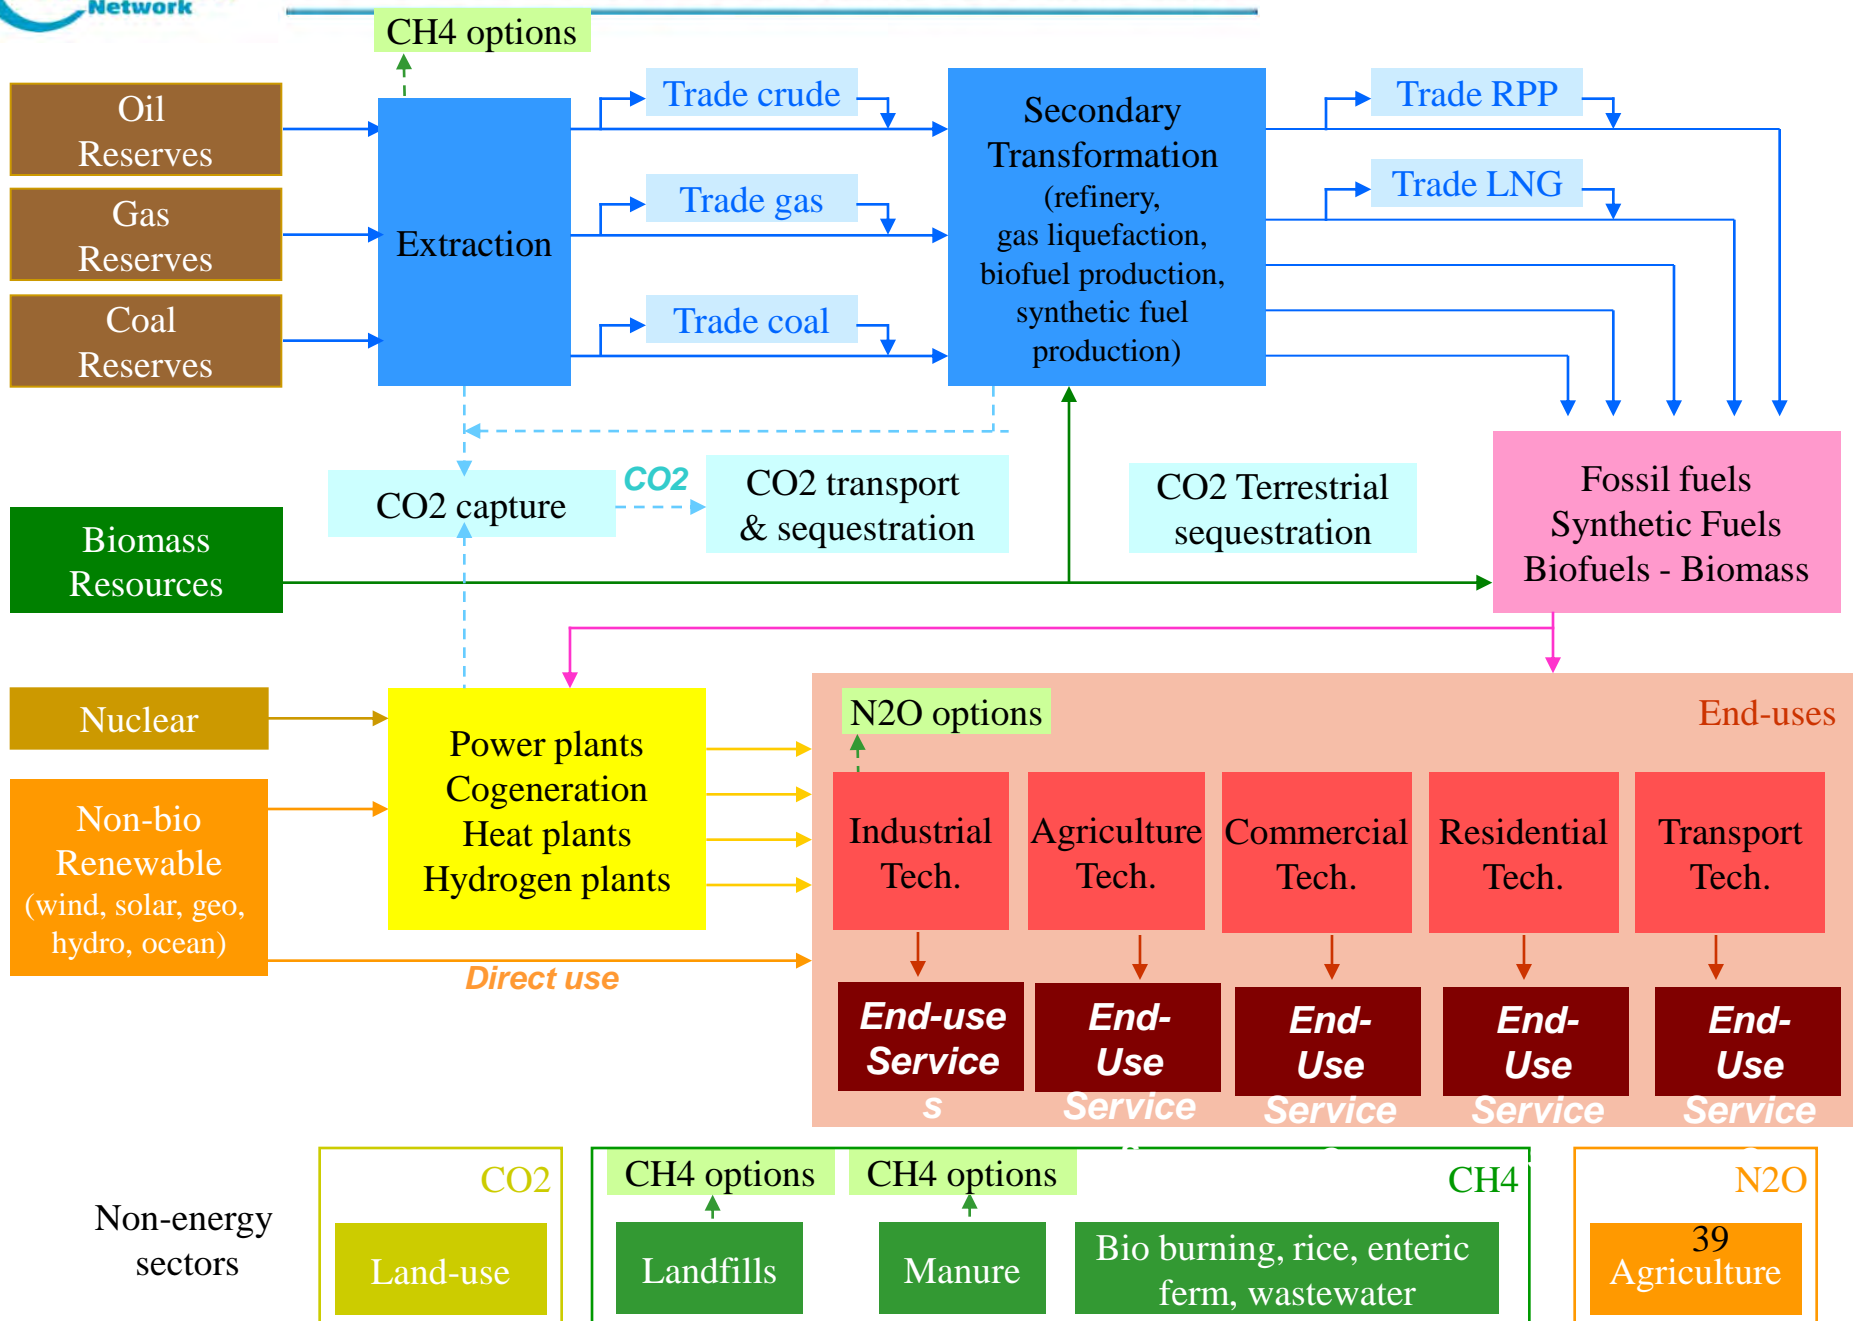 Network
CH4 options
Oil
Reserves
Gas
Reserves
Coal
Reserves
Extraction
Trade crude
Trade gas
Trade coal
Secondary
Transformation
(refinery,
gas liquefaction,
biofuel production,
synthetic fuel
production)
Trade RPP
Trade LNG
CO2 capture
CO2
CO2 transport
& sequestration
CO2 Terrestrial
sequestration
Fossil fuels
Synthetic Fuels
Biofuels - Biomass
Biomass
Resources
Nuclear
Non-bio
Renewable
(wind, solar, geo,
hydro, ocean)
Power plants
Cogeneration
Heat plants
Hydrogen plants
Direct use
N2O options
End-uses
Industrial
Tech.
Agriculture
Tech.
Commercial
Tech.
Residential
Tech.
Transport
Tech.
End-use
Service
s
End-
Use
Service
End-
Use
Service
End-
Use
Service
End-
Use
Service
Non-energy
sectors
CO2
Land-use
CH4 options
CH4 options
CH4
Landfills
Manure
Bio burning, rice, enteric
ferm, wastewater
N2O
39
Agriculture